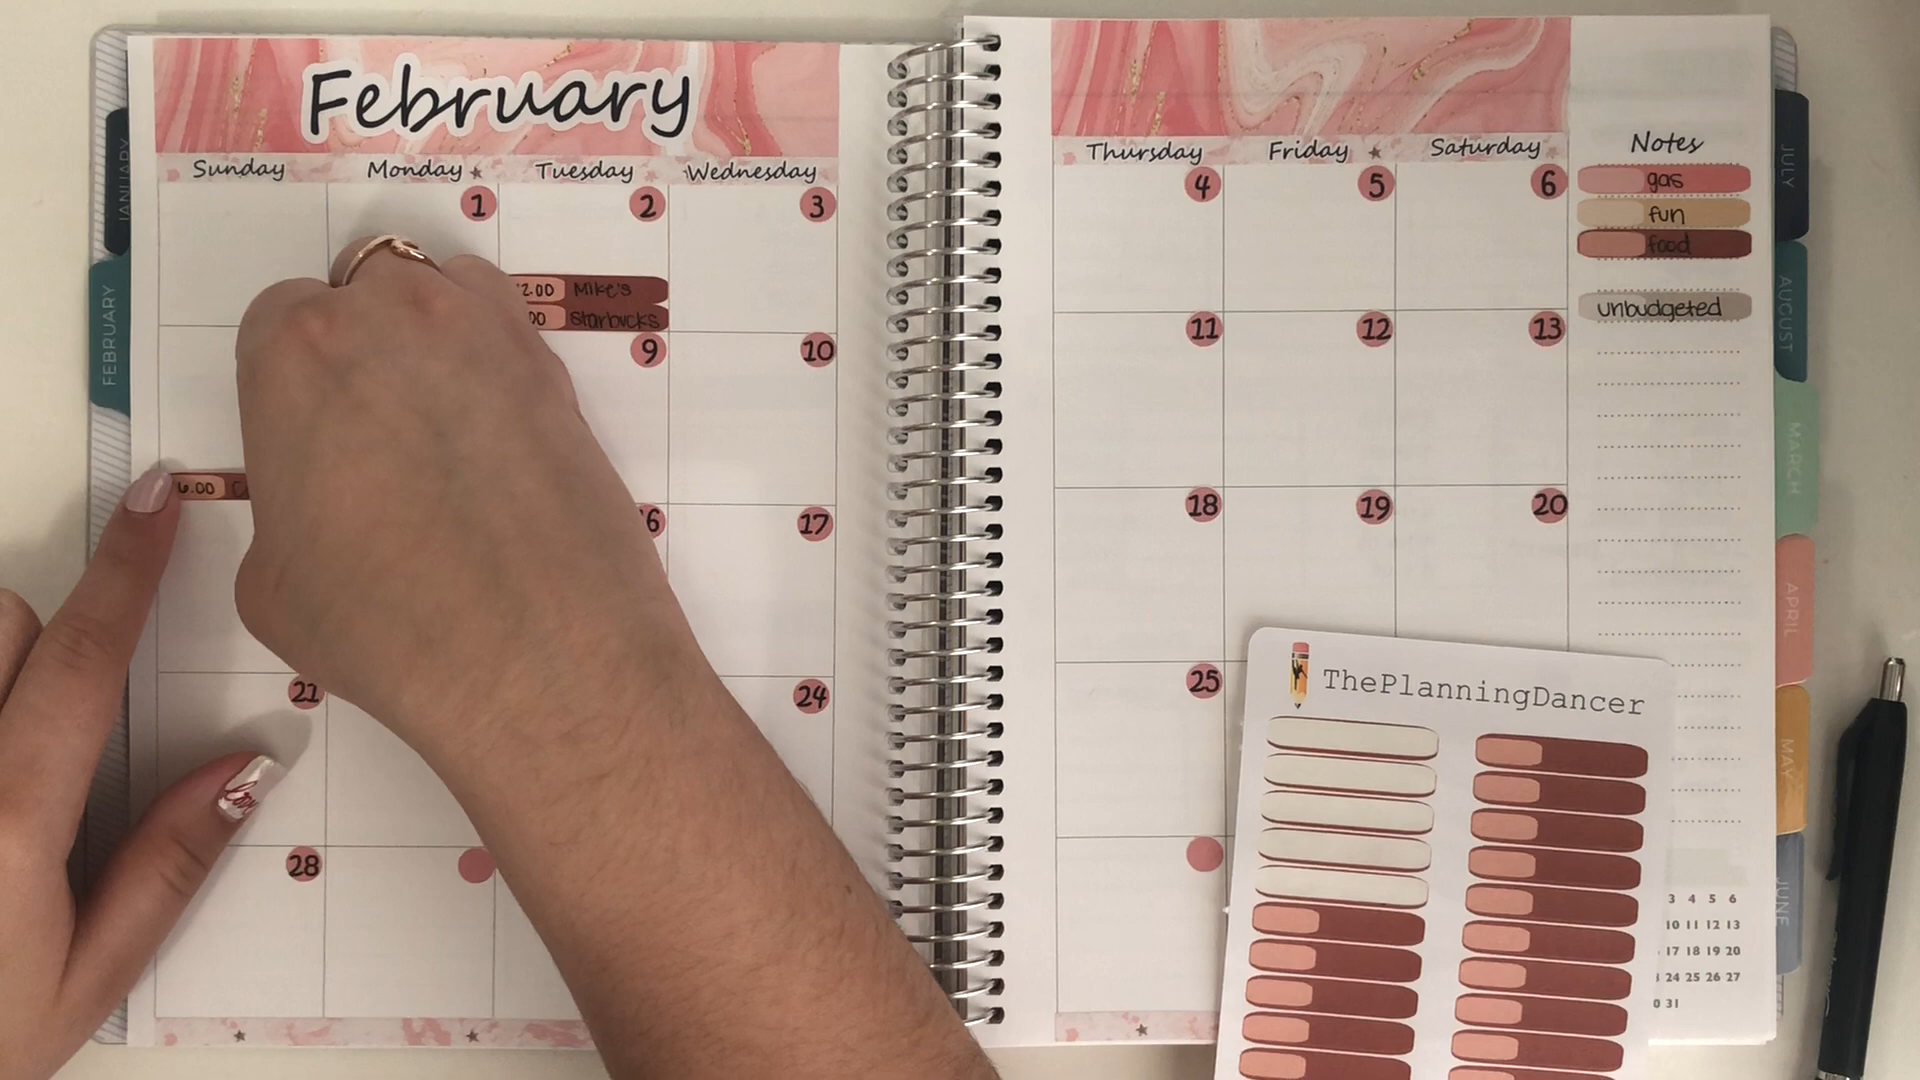 February
Sunday Monday Tuesday Wednesday
1 2 3
2.00 Mike's
00 Starbucks
9 10
6.00
6 17
21 24
28
Thursday Friday Saturday
4 5 6
11 12 13
18 19 20
25
Notes
gas
fun
food
unbudgeted
JANUARY
FEBRUARY
JULY
AUGUST
MARCH
APRIL
MAY
JUNE
ThePlanningDancer
3 4 5 6
10 11 12 13
17 18 19 20
24 25 26 27
31
love